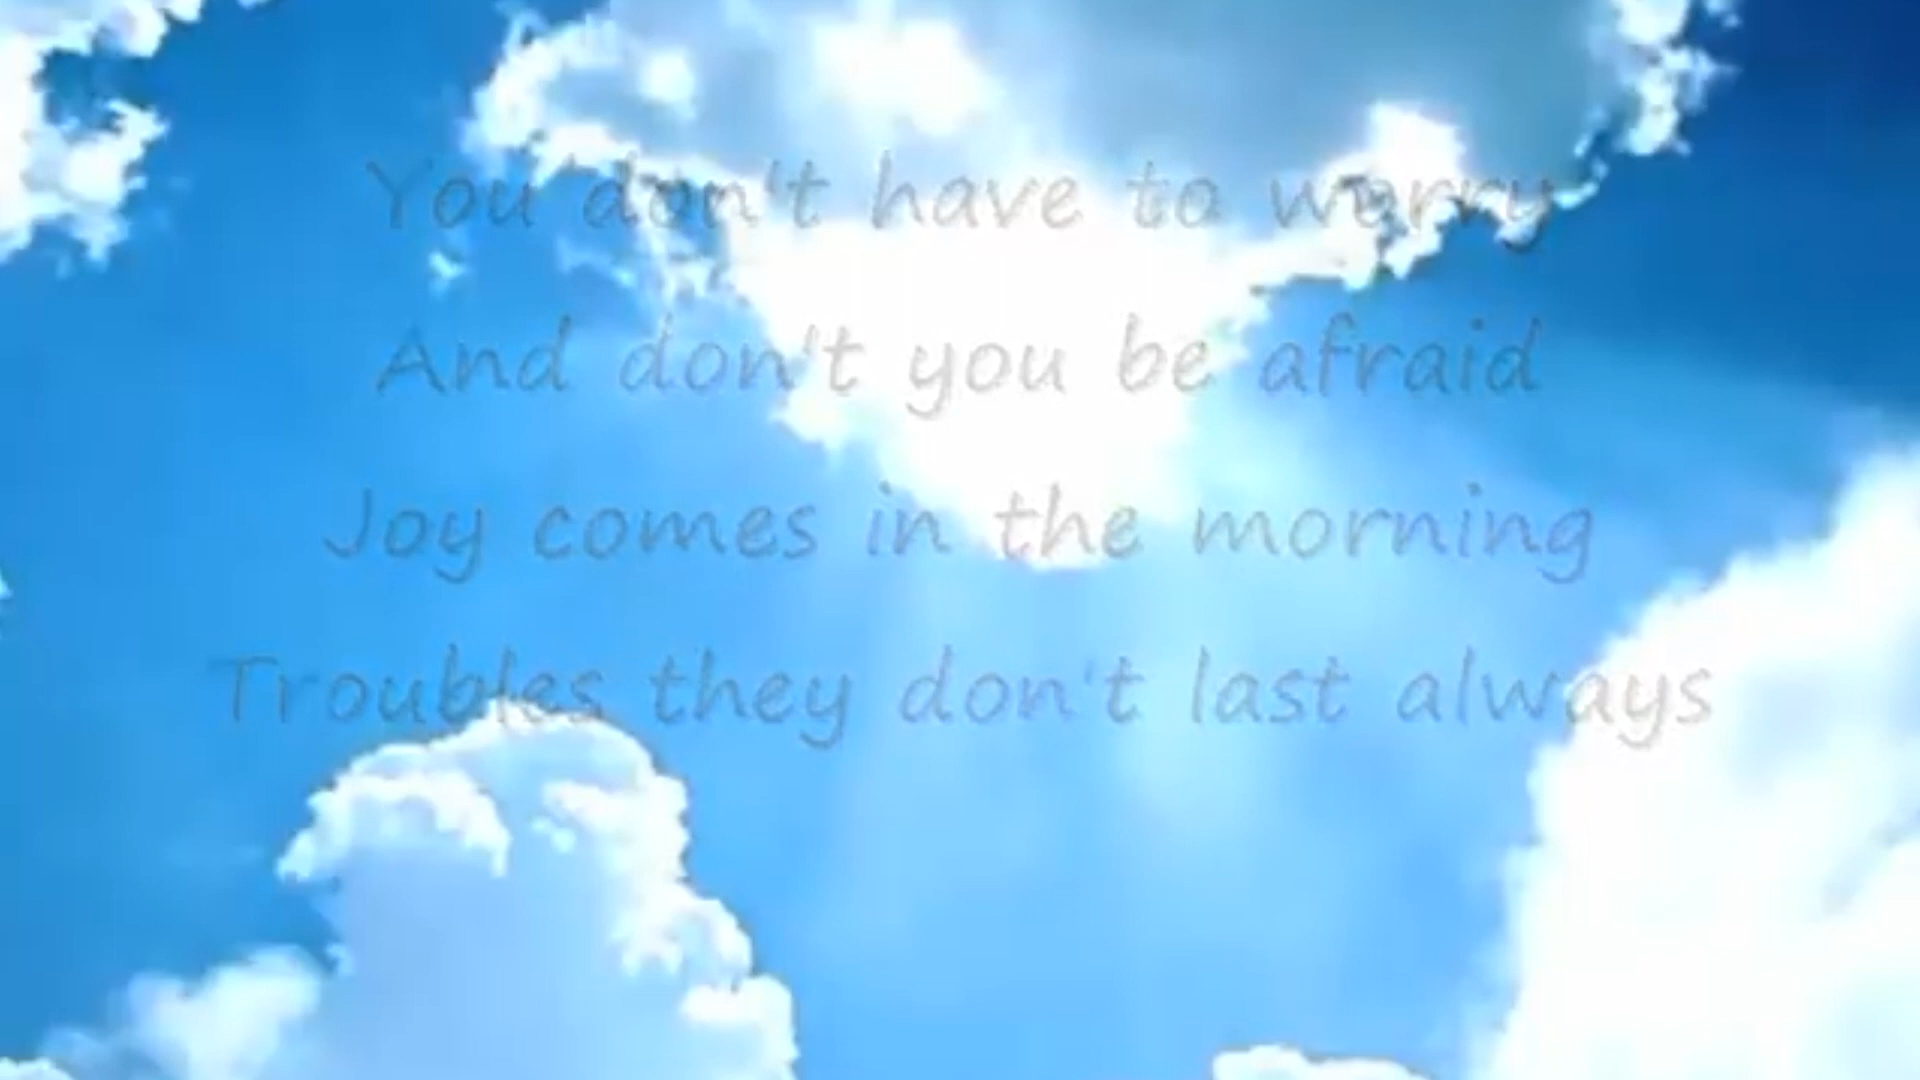 You don't have to worry
And don't you be afraid
Joy comes in the morning
Troubles they don't last always